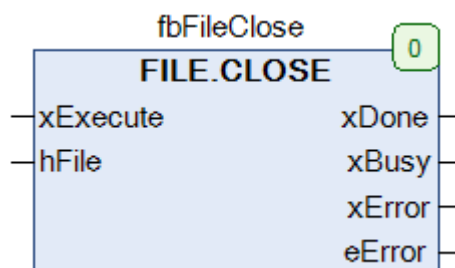 fbFileClose
0
FILE.CLOSE
xExecute xDone
hFile xBusy
xError
eError